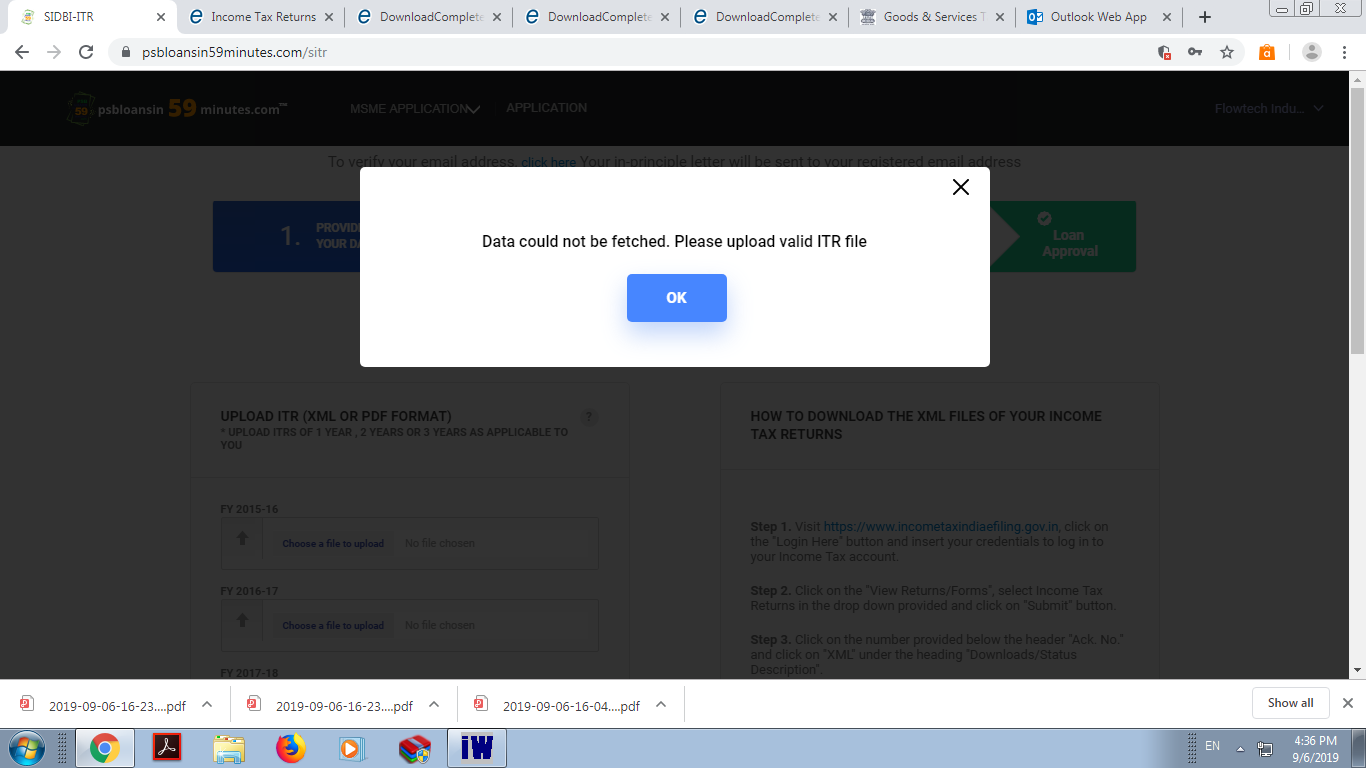 SIDBI-ITR
Income Tax Returns
DownloadComplete
DownloadComplete
DownloadComplete
Goods & Services T
Outlook Web App
psbloansin59minutes.com/sitr
59
psbloansin 59 minutes.com™
MSME APPLICATION
APPLICATION
Flowtech Indu...
To verify your email address, click here Your in-principle letter will be sent to your registered email address
1.
PROVID
YOUR DA
Loan
Approval
Data could not be fetched. Please upload valid ITR file
OK
UPLOAD ITR (XML OR PDF FORMAT)
?
* UPLOAD ITRS OF 1 YEAR , 2 YEARS OR 3 YEARS AS APPLICABLE TO
YOU
FY 2015-16
Choose a file to upload
No file chosen
FY 2016-17
Choose a file to upload
No file chosen
FY 2017-18
HOW TO DOWNLOAD THE XML FILES OF YOUR INCOME
TAX RETURNS
Step 1. Visit https://www.incometaxindiaefiling.gov.in, click on
the "Login Here" button and insert your credentials to log in to
your Income Tax account.
Step 2. Click on the "View Returns/Forms", select Income Tax
Returns in the drop down provided and click on "Submit" button.
Step 3. Click on the number provided below the header "Ack. No."
and click on "XML" under the heading "Downloads/Status
Description".
2019-09-06-16-23....pdf
2019-09-06-16-23....pdf
2019-09-06-16-04....pdf
Show all
iW
EN
4:36 PM
9/6/2019